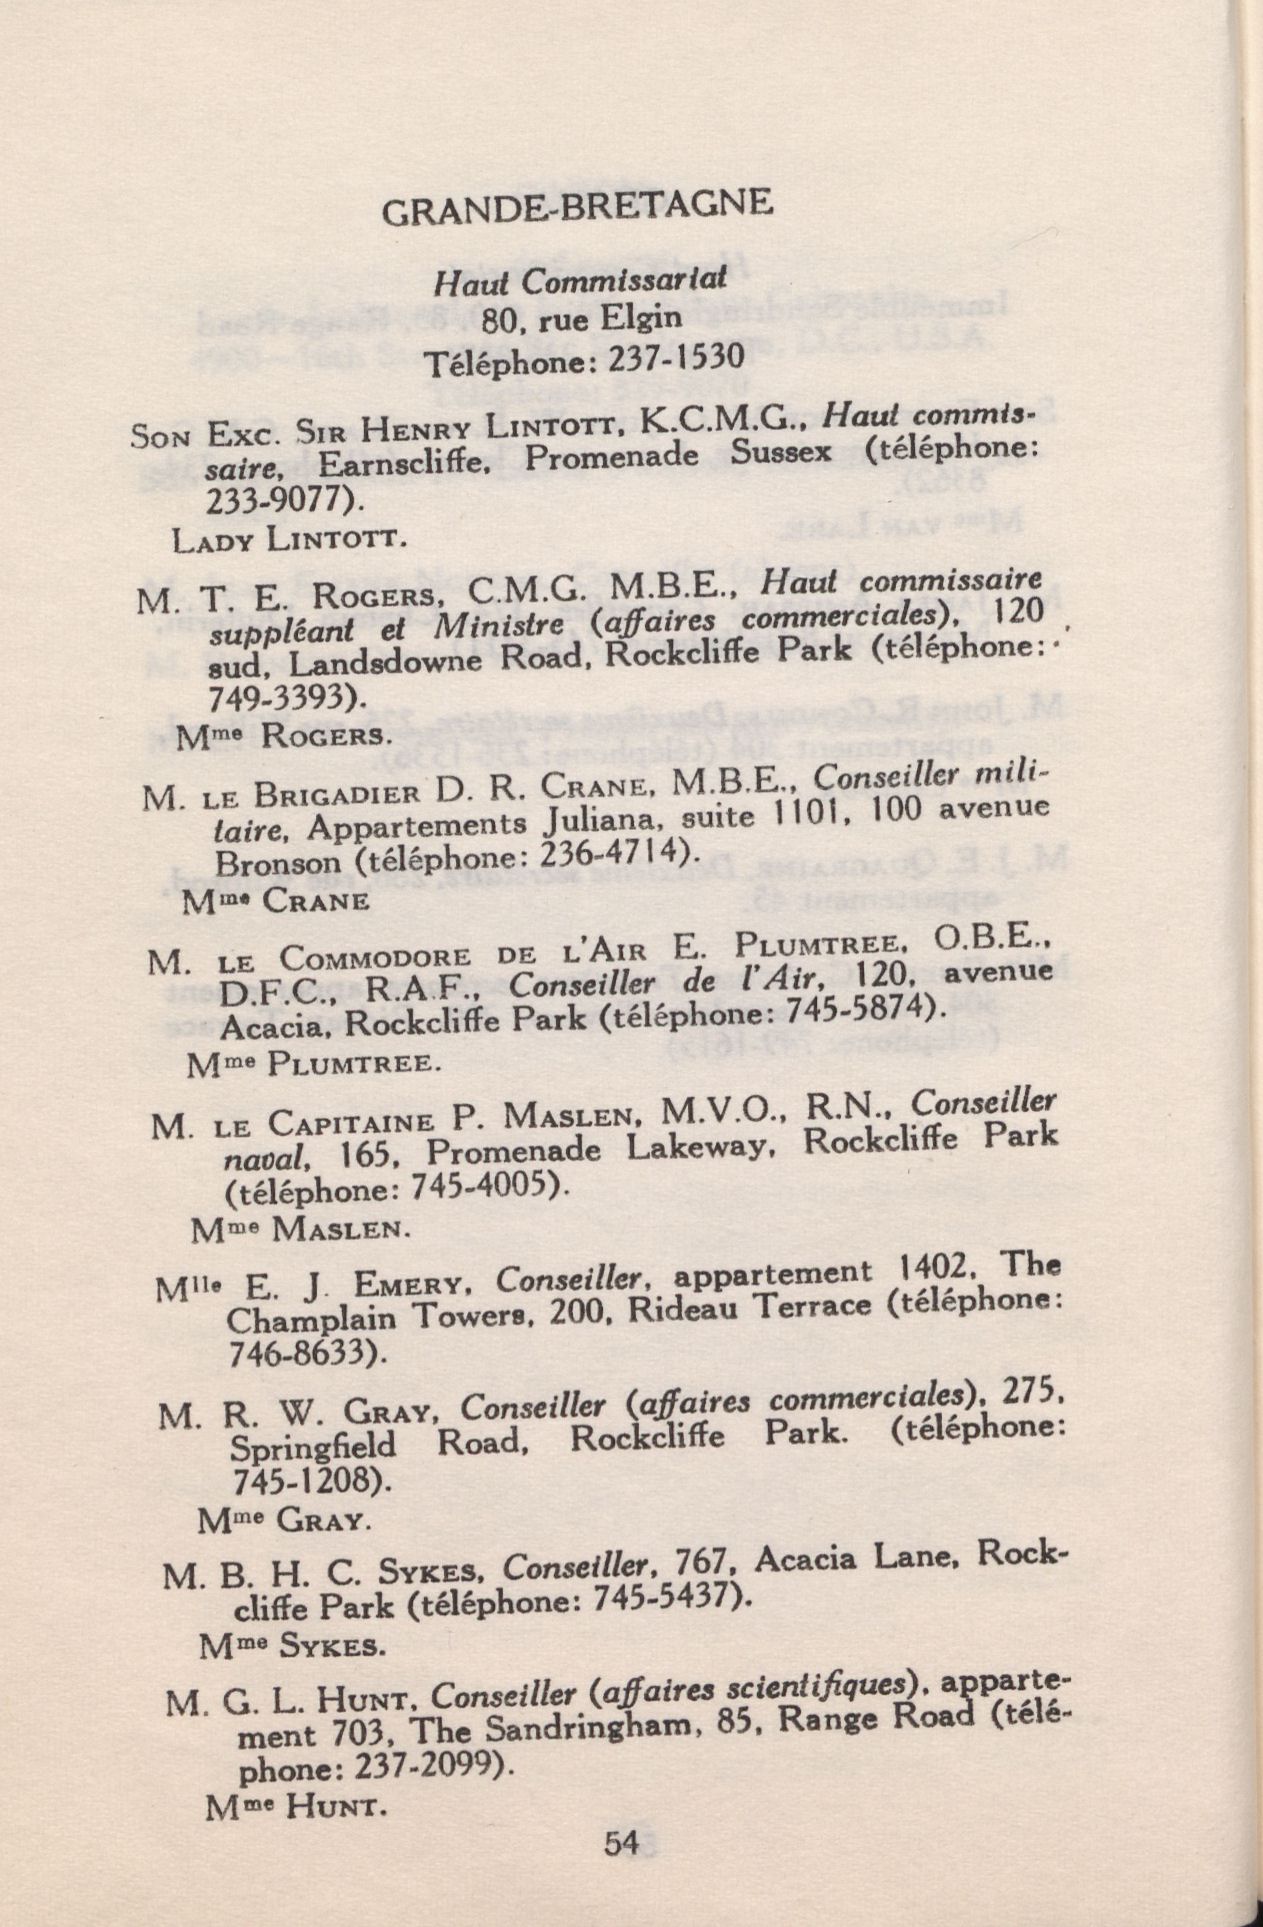 GRANDE-BRETAGNE
Haut Commissariat
80, rue Elgin
Téléphone: 237-1530
SON EXC. SIR HENRY LINTOTT, K.C.M.G., Haut commis-
saire, Earnscliffe, Promenade Sussex (téléphone:
233-9077).
LADY LINTOTT.
M. T. E. ROGERS, C.M.G. M.B.E., Haut commissaire
suppléant et Ministre (affaires commerciales), 120
sud, Landsdowne Road, Rockcliffe Park (téléphone:
749-3393).
Mme ROGERS.
M. LE BRIGADIER D. R. CRANE, M.B.E., Conseiller mili-
taire, Appartements Juliana, suite 1101, 100 avenue
Bronson (téléphone: 236-4714).
Mme CRANE
M. LE COMMODORE DE L'AIR E. PLUMTREE, O.B.E.,
D.F.C., R.A.F., Conseiller de l'Air, 120, avenue
Acacia, Rockcliffe Park (téléphone: 745-5874).
Mme PLUMTREE.
M. LE CAPITAINE P. MASLEN, M.V.O., R.N., Conseiller
naval, 165, Promenade Lakeway, Rockcliffe Park
(téléphone: 745-4005).
Mme MASLEN.
Mlle E. J. EMERY, Conseiller, appartement 1402, The
Champlain Towers, 200, Rideau Terrace (téléphone:
746-8633).
M. R. W. GRAY, Conseiller (affaires commerciales), 275,
Springfield Road, Rockcliffe Park. (téléphone:
745-1208).
Mme GRAY.
M. B. H. C. SYKES, Conseiller, 767, Acacia Lane, Rock-
cliffe Park (téléphone: 745-5437).
Mme SYKES.
M. G. L. HUNT, Conseiller (affaires scientifiques), apparte-
ment 703, The Sandringham, 85, Range Road (télé-
phone: 237-2099).
Mme HUNT.
54